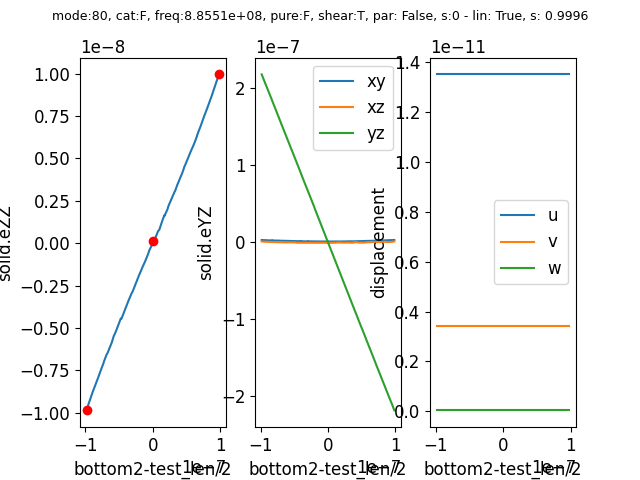 mode:80, cat:F, freq:8.8551e+08, pure:F, shear:T, par: False, s:0 - lin: True, s: 0.9996
1e−8
1.00
0.75
0.50
0.25
0.00
−0.25
−0.50
−0.75
−1.00
solid.eZZ
−1
0
1
1e−7
bottom2-test_len/2
1e−7
2
1
0
−1
−2
solid.eYZ
xy
xz
yz
−1
0
1
1e−7
bottom2-test_len/2
1e−11
1.4
1.2
1.0
0.8
0.6
0.4
0.2
0.0
displacement
u
v
w
−1
0
1
1e−7
bottom2-test_len/2